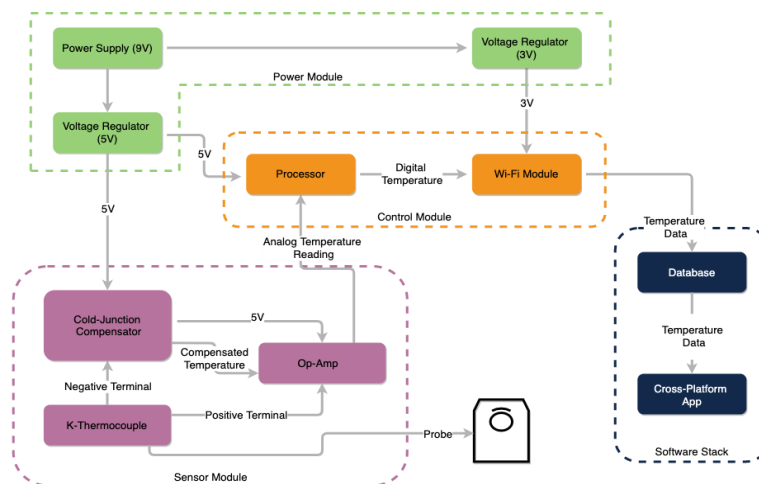 Power Supply (9V)
Voltage Regulator
(3V)
Power Module
Voltage Regulator
(5V)
3V
5V
Processor
Digital
Temperature
Wi-Fi Module
Control Module
5V
Analog Temperature
Reading
Temperature
Data
Database
Temperature
Data
Cross-Platform
App
Software Stack
Cold-Junction
Compensator
5V
Compensated
Temperature
Op-Amp
Negative Terminal
K-Thermocouple
Positive Terminal
Probe
Sensor Module